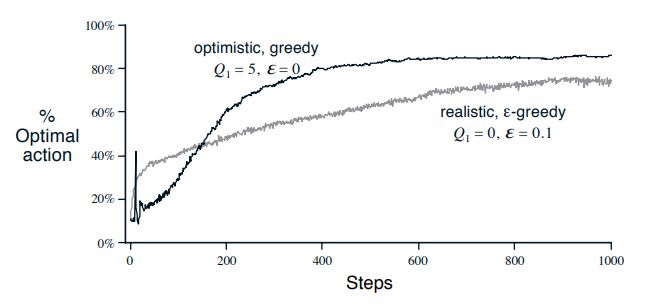 100%
80%
60%
40%
20%
0%
%
Optimal
action
optimistic, greedy
Q₁ = 5, ε = 0
realistic, ε-greedy
Q₁ = 0, ε = 0.1
0 200 400 600 800 1000
Steps